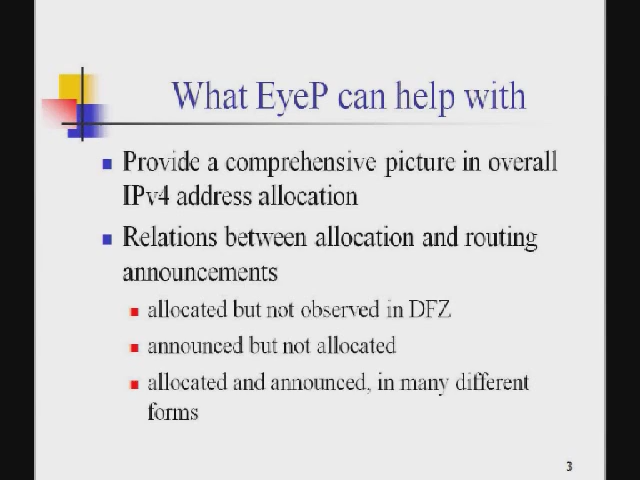 What EyeP can help with
Provide a comprehensive picture in overall
IPv4 address allocation
Relations between allocation and routing
announcements
allocated but not observed in DFZ
announced but not allocated
allocated and announced, in many different
forms
3